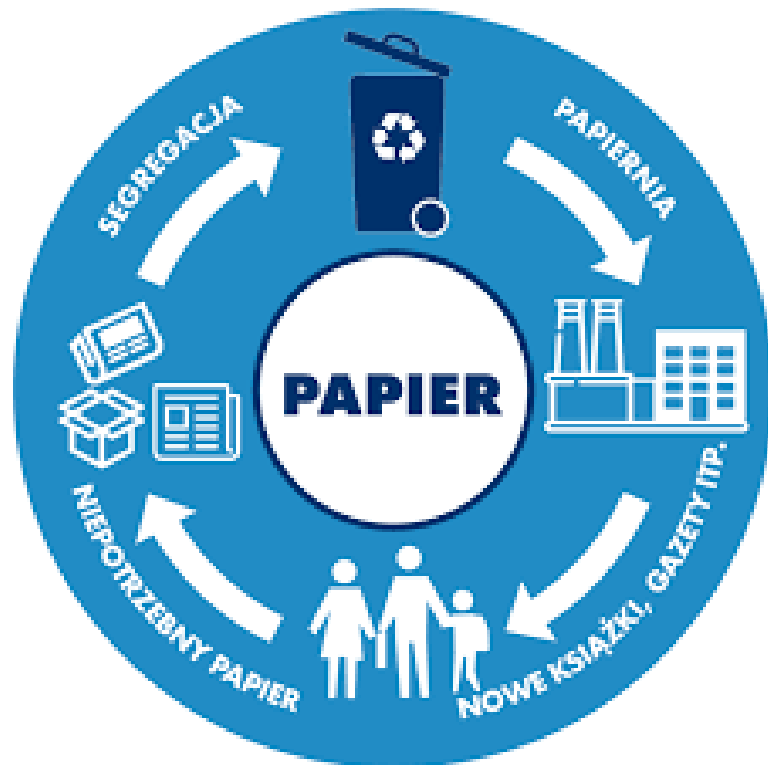 SEGREGACJA
PAPIERNIA
PAPIER
NOWE KSIĄŻKI, GAZETY ITP.
NIEPOTRZEBNY PAPIER